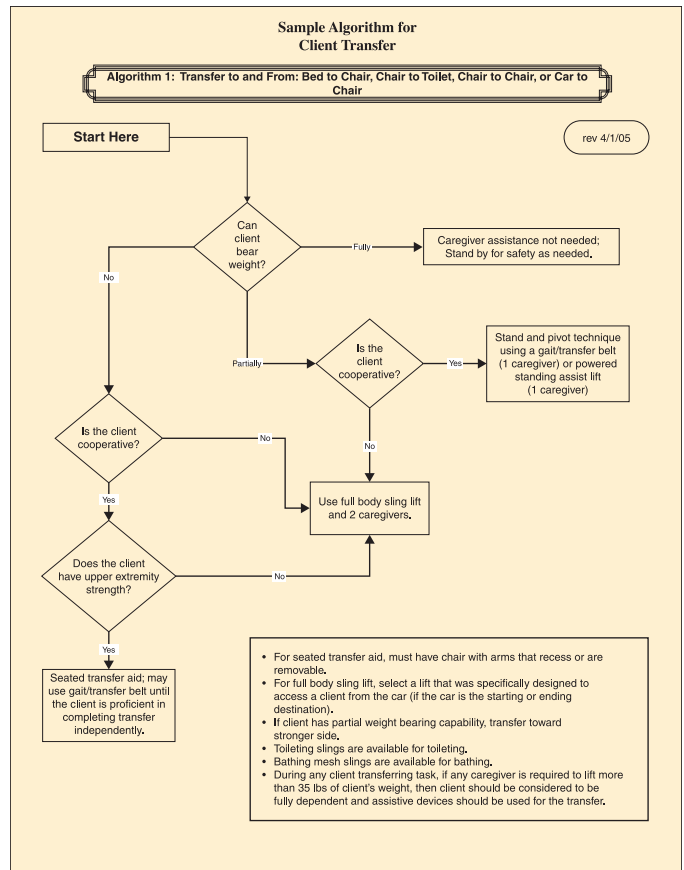 Sample Algorithm for
Client Transfer
Algorithm 1: Transfer to and From: Bed to Chair, Chair to Toilet, Chair to Chair, or Car to
Chair
Start Here
rev 4/1/05
Can
client
bear
weight?
Fully
Caregiver assistance not needed;
Stand by for safety as needed.
No
Partially
Is the
client
cooperative?
Yes
Stand and pivot technique
using a gait/transfer belt
(1 caregiver) or powered
standing assist lift
(1 caregiver)
No
Is the client
cooperative?
No
Use full body sling lift
and 2 caregivers.
Yes
Does the client
have upper extremity
strength?
No
Yes
Seated transfer aid; may
use gait/transfer belt until
the client is proficient in
completing transfer
independently.
• For seated transfer aid, must have chair with arms that recess or are
removable.
• For full body sling lift, select a lift that was specifically designed to
access a client from the car (if the car is the starting or ending
destination).
• If client has partial weight bearing capability, transfer toward
stronger side.
• Toileting slings are available for toileting.
• Bathing mesh slings are available for bathing.
• During any client transferring task, if any caregiver is required to lift more
than 35 lbs of client's weight, then client should be considered to be
fully dependent and assistive devices should be used for the transfer.